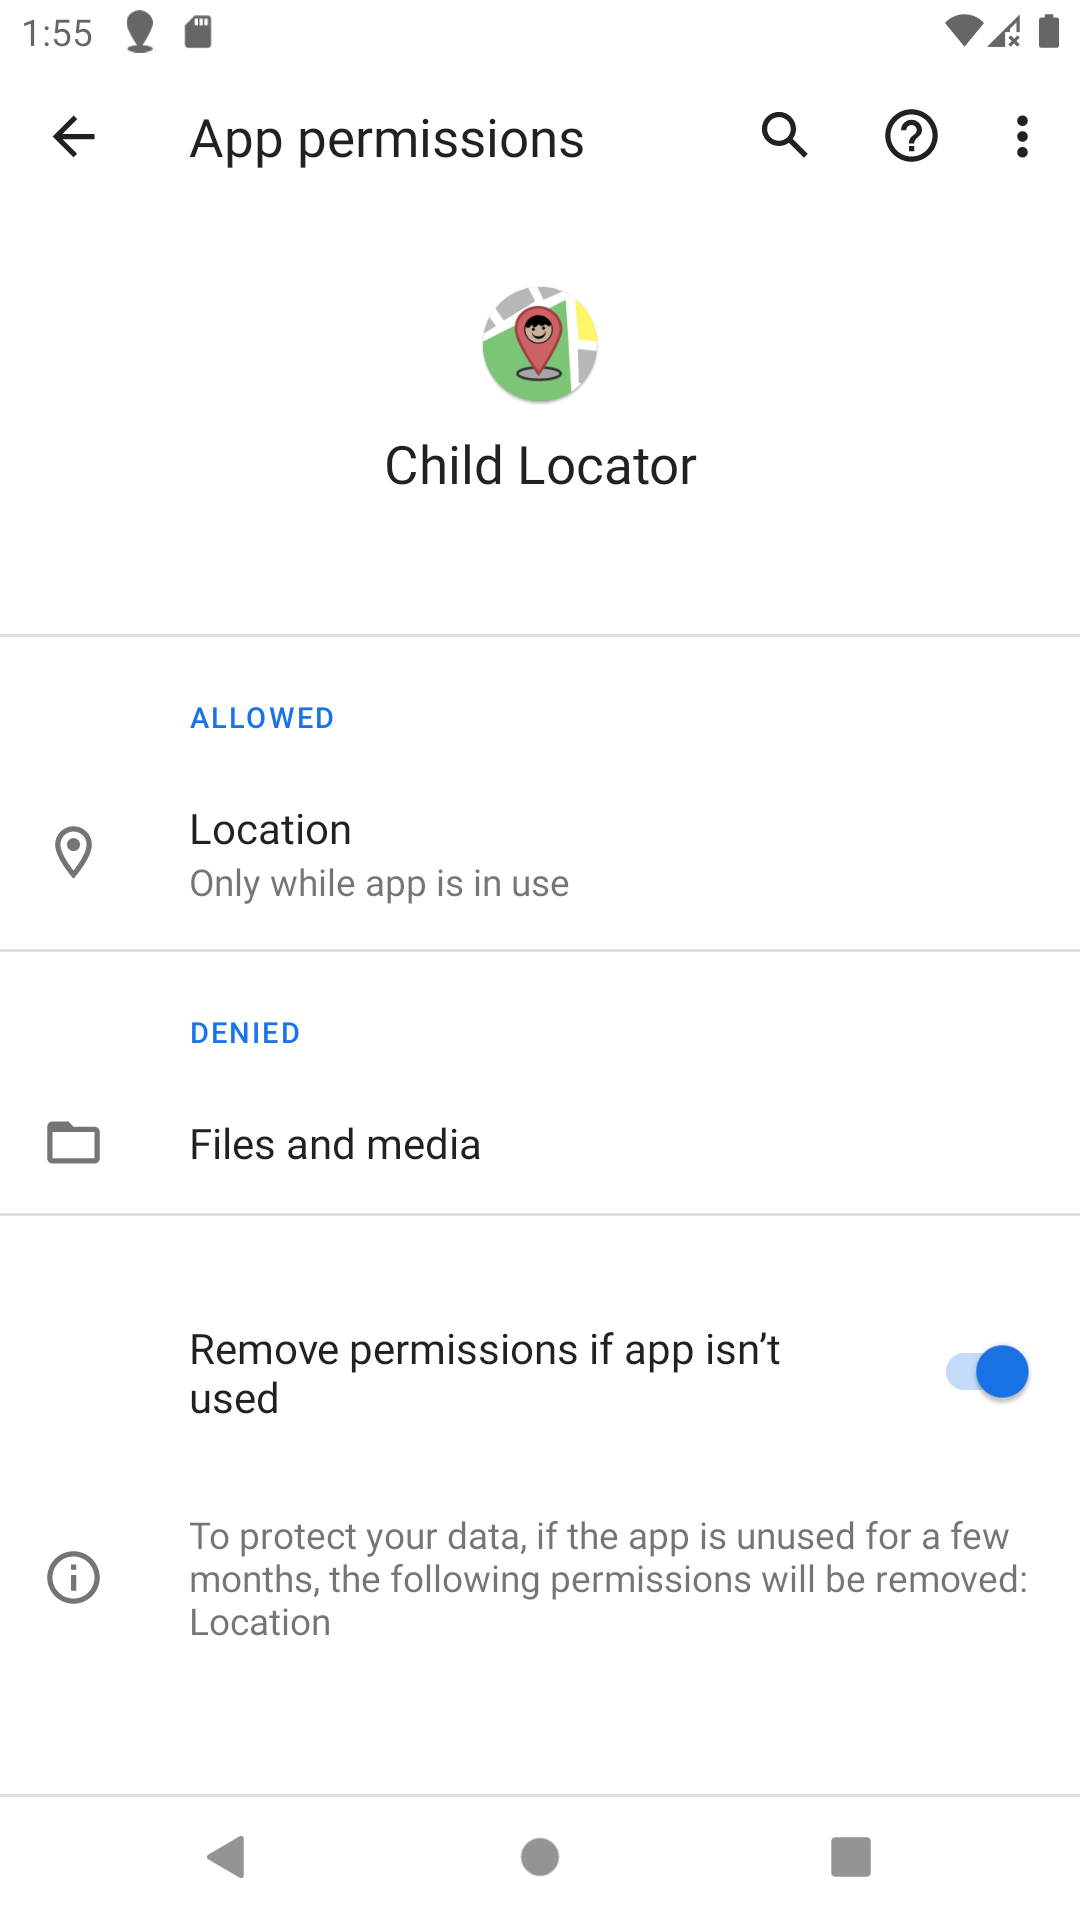 1:55
App permissions
Child Locator
ALLOWED
Location
Only while app is in use
DENIED
Files and media
Remove permissions if app isn’t
used
To protect your data, if the app is unused for a few
months, the following permissions will be removed:
Location